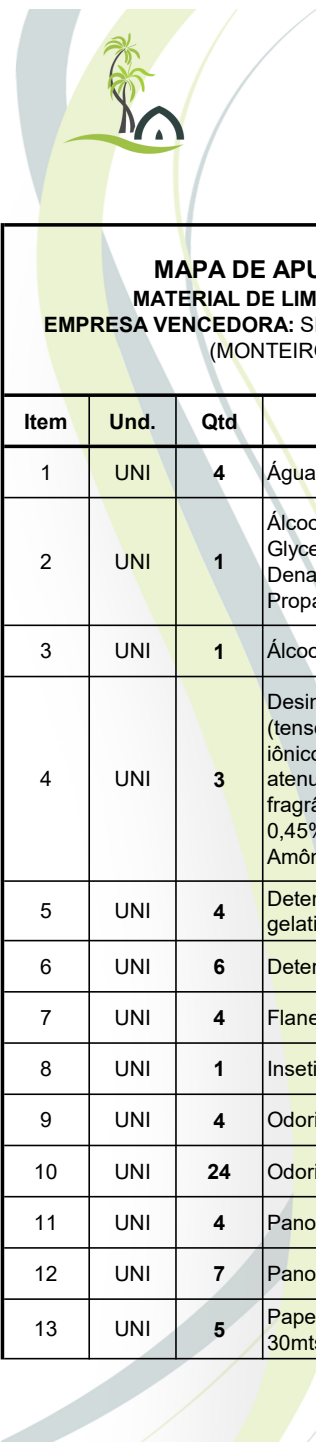 MAPA DE APU
MATERIAL DE LIM
EMPRESA VENCEDORA: S
(MONTEIR
Item Und. Qtd
1 UNI 4 Água
2 UNI 1 Álcoo
Glyce
Dena
Propa
3 UNI 1 Álcoo
4 UNI 3 Desin
(tenso
iônico
atenu
fragrâ
0,45%
Amôn
5 UNI 4 Deter
gelati
6 UNI 6 Deter
7 UNI 4 Flane
8 UNI 1 Inseti
9 UNI 4 Odori
10 UNI 24 Odori
11 UNI 4 Pano
12 UNI 7 Pano
13 UNI 5 Pape
30mts